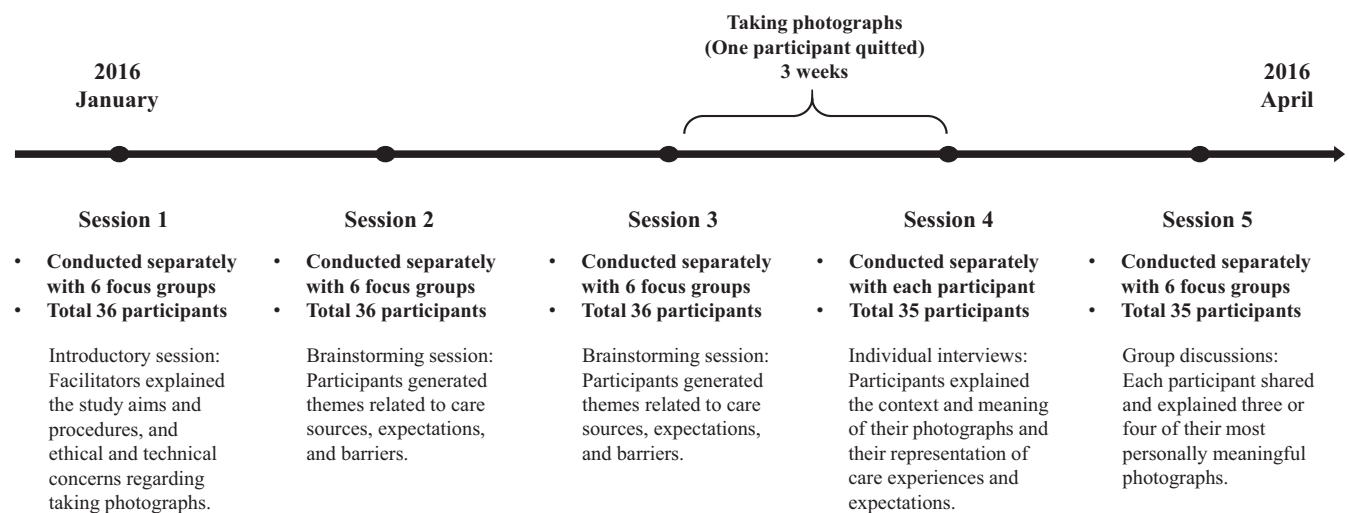 Taking photographs
(One participant quitted)
3 weeks
2016
January
2016
April
Session 1
• Conducted separately
with 6 focus groups
• Total 36 participants
Introductory session:
Facilitators explained
the study aims and
procedures, and
ethical and technical
concerns regarding
taking photographs.
Session 2
• Conducted separately
with 6 focus groups
• Total 36 participants
Brainstorming session:
Participants generated
themes related to care
sources, expectations,
and barriers.
Session 3
• Conducted separately
with 6 focus groups
• Total 36 participants
Brainstorming session:
Participants generated
themes related to care
sources, expectations,
and barriers.
Session 4
• Conducted separately
with each participant
• Total 35 participants
Individual interviews:
Participants explained
the context and meaning
of their photographs and
their representation of
care experiences and
expectations.
Session 5
• Conducted separately
with 6 focus groups
• Total 35 participants
Group discussions:
Each participant shared
and explained three or
four of their most
personally meaningful
photographs.